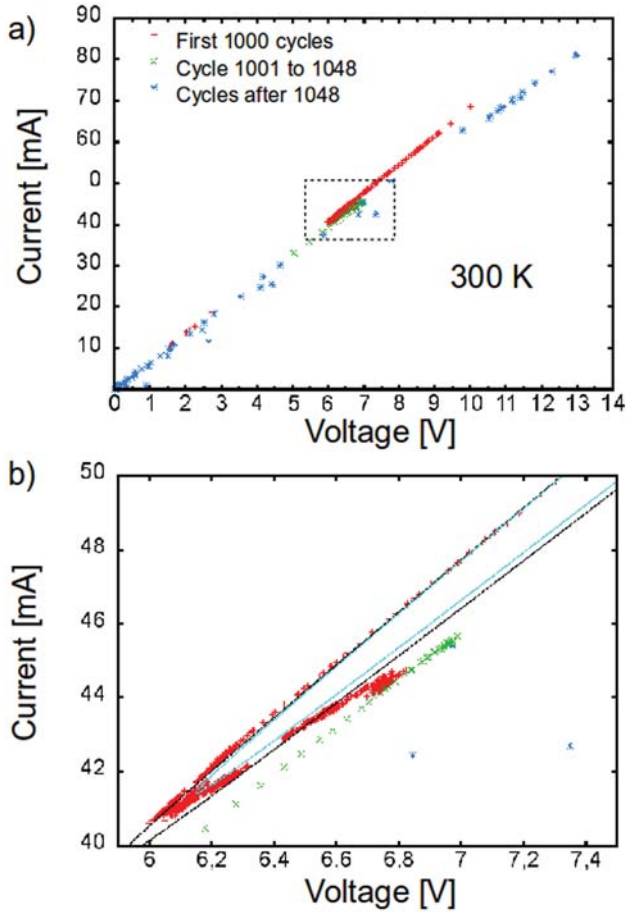 a)
90
80
70
60
0
40
30
20
10
First 1000 cycles
Cycle 1001 to 1048
Cycles after 1048
Current [mA]
300 K
0 1 2 3 4 5 6 7 8 9 10 11 12 13 14
Voltage [V]
b)
50
48
46
44
42
40
Current [mA]
6 6,2 6.4 6.6 6,8 7 7,2 7,4
Voltage [V]